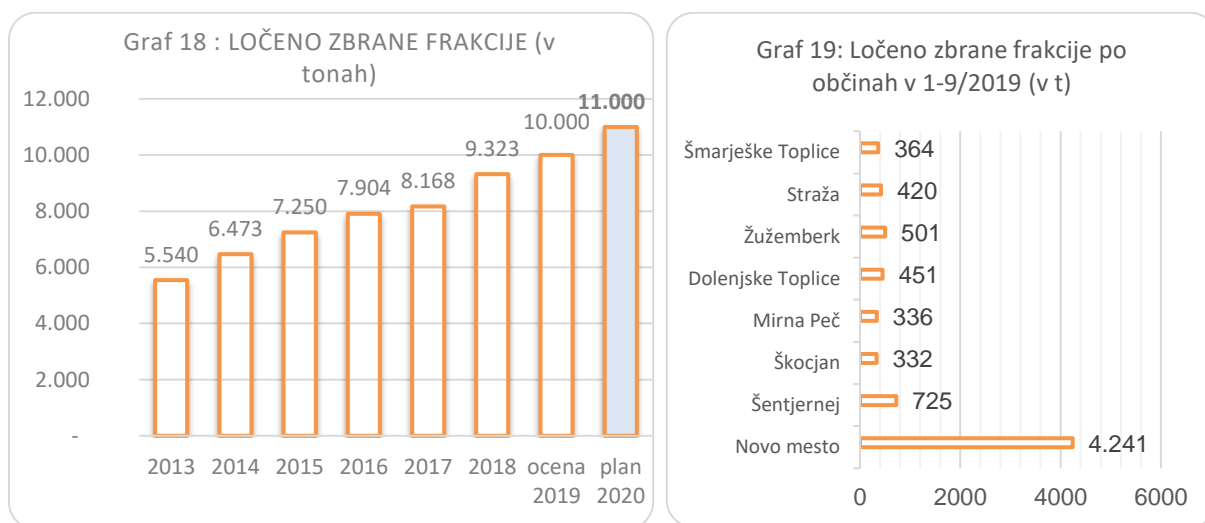 Graf 18 : LOČENO ZBRANE FRAKCIJE (v
tonah)
12.000
10.000
8.000
6.000
4.000
2.000
-
5.540
6.473
7.250
7.904
8.168
9.323
10.000
11.000
2013
2014
2015
2016
2017
2018
ocena
2019
plan
2020
Graf 19: Ločeno zbrane frakcije po
občinah v 1-9/2019 (v t)
Šmarješke Toplice 364
Straža 420
Žužemberk 501
Dolenjske Toplice 451
Mirna Peč 336
Škocjan 332
Šentjernej 725
Novo mesto 4.241
0 2000 4000 6000